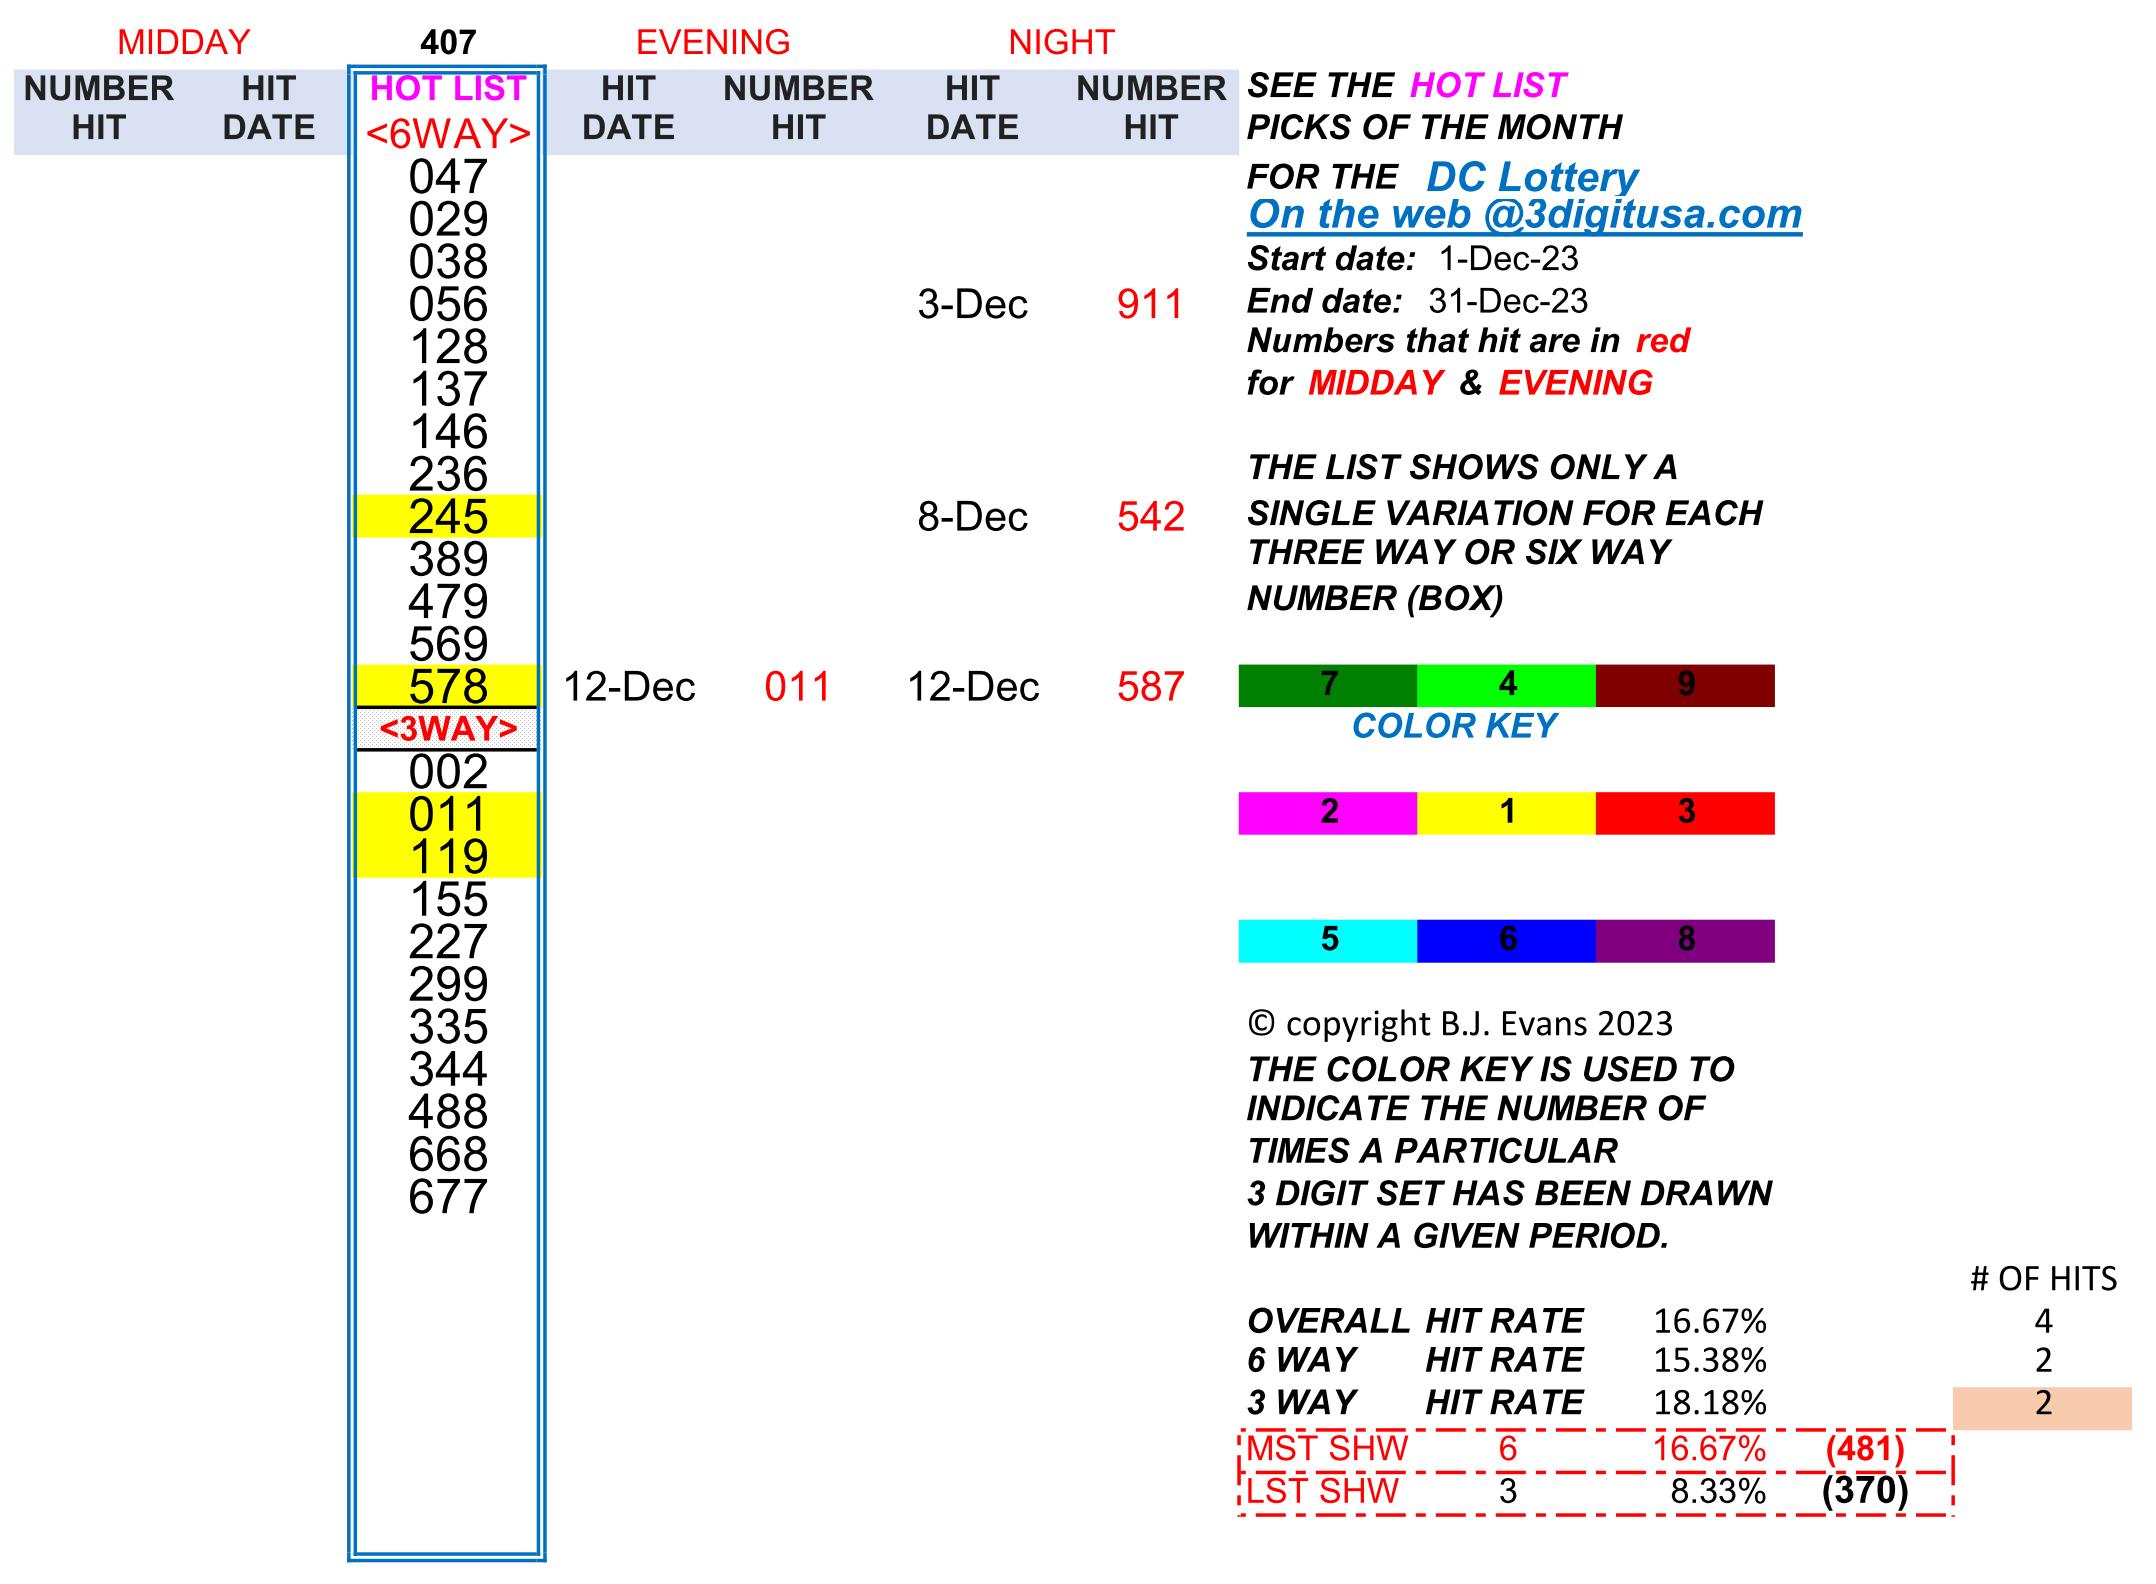 MIDDAY 407 EVENING NIGHT
NUMBER HIT HOT LIST HIT NUMBER HIT NUMBER SEE THE HOT LIST
HIT DATE <6WAY> DATE HIT DATE HIT PICKS OF THE MONTH
047 FOR THE DC Lottery
029 On the web @3digitusa.com
038 Start date: 1-Dec-23
056 3-Dec 911 End date: 31-Dec-23
128 Numbers that hit are in red
137 for MIDDAY & EVENING
146
236 THE LIST SHOWS ONLY A
245 8-Dec 542 SINGLE VARIATION FOR EACH
389 THREE WAY OR SIX WAY
479 NUMBER (BOX)
569
578 12-Dec 011 12-Dec 587 7 4 9
<3WAY> COLOR KEY
002
011 2 1 3
119
155
227 5 6 8
299
335 © copyright B.J. Evans 2023
344 THE COLOR KEY IS USED TO
488 INDICATE THE NUMBER OF
668 TIMES A PARTICULAR
677 3 DIGIT SET HAS BEEN DRAWN
WITHIN A GIVEN PERIOD.
# OF HITS
OVERALL HIT RATE 16.67% 4
6 WAY HIT RATE 15.38% 2
3 WAY HIT RATE 18.18% 2
MST SHW 6 16.67% (481)
LST SHW 3 8.33% (370)